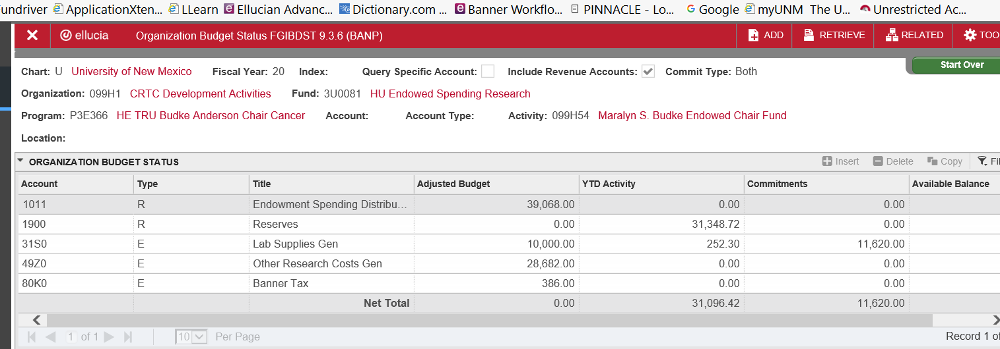 undriver ApplicationXten... LLearn Ellucian Advanc... Dictionary.com ... Banner Workflo... PINNACLE - Lo... Google myUNM The U... Unrestricted Ac...
ellucia Organization Budget Status FGIBDST 9.3.6 (BANP) ADD RETRIEVE RELATED TOO
Chart: U University of New Mexico Fiscal Year: 20 Index: Query Specific Account: Include Revenue Accounts: Commit Type: Both Start Over
Organization: 099H1 CRTC Development Activities Fund: 3U0081 HU Endowed Spending Research
Program: P3E366 HE TRU Budke Anderson Chair Cancer Account: Account Type: Activity: 099H54 Maralyn S. Budke Endowed Chair Fund
Location:
ORGANIZATION BUDGET STATUS Insert Delete Copy Fil
Account Type Title Adjusted Budget YTD Activity Commitments Available Balance
1011 R Endowment Spending Distribu... 39,068.00 0.00 0.00
1900 R Reserves 0.00 31,348.72 0.00
31S0 E Lab Supplies Gen 10,000.00 252.30 11,620.00
49Z0 E Other Research Costs Gen 28,682.00 0.00 0.00
80K0 E Banner Tax 386.00 0.00 0.00
Net Total 0.00 31,096.42 11,620.00
1 of 1 10 Per Page Record 1 of